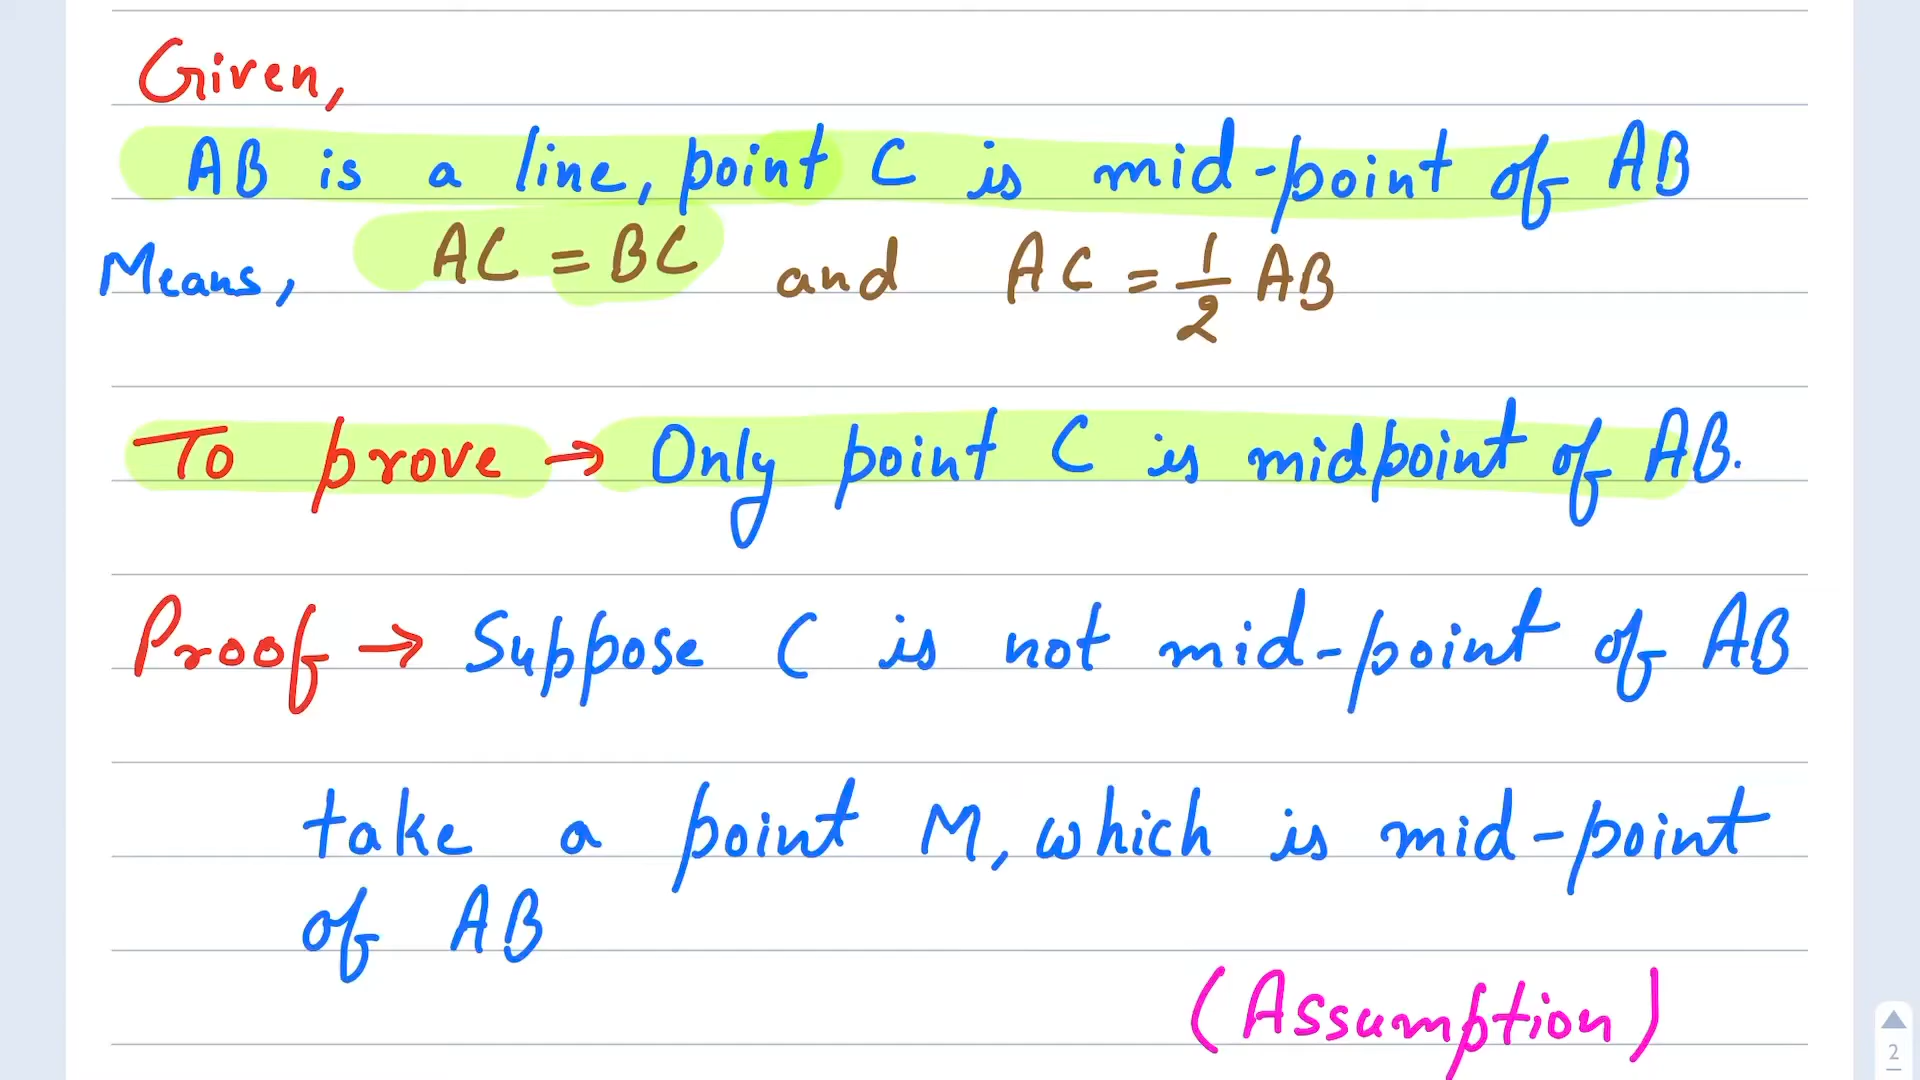 Given,
AB is a line, point C is mid-point of AB
Means, AC = BC and AC = 1/2 AB
To prove → Only point C is midpoint of AB.
Proof → Suppose C is not mid-point of AB
take a point M, which is mid-point
of AB
(Assumption)
2